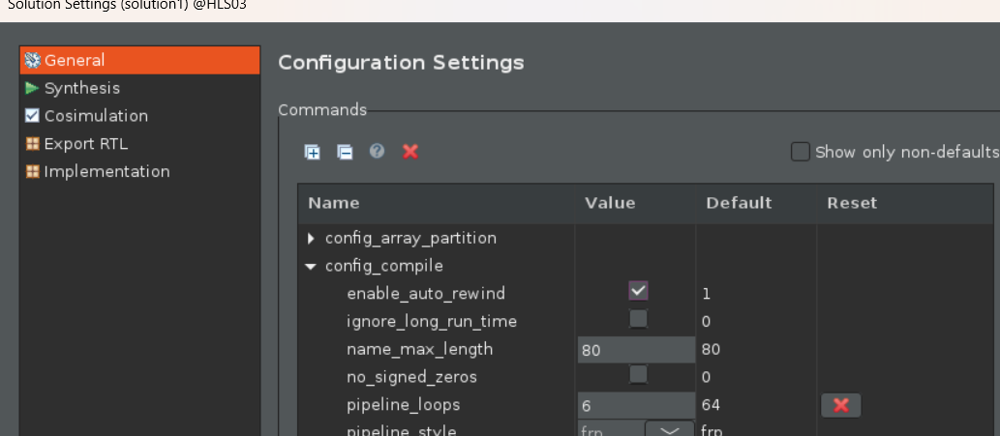 Solution Settings (solution1) @HLS03
General
Synthesis
Cosimulation
Export RTL
Implementation
Configuration Settings
Commands
Show only non-defaults
Name Value Default Reset
config_array_partition
config_compile
enable_auto_rewind 1
ignore_long_run_time 0
name_max_length 80 80
no_signed_zeros 0
pipeline_loops 6 64
pipeline_style frp frp